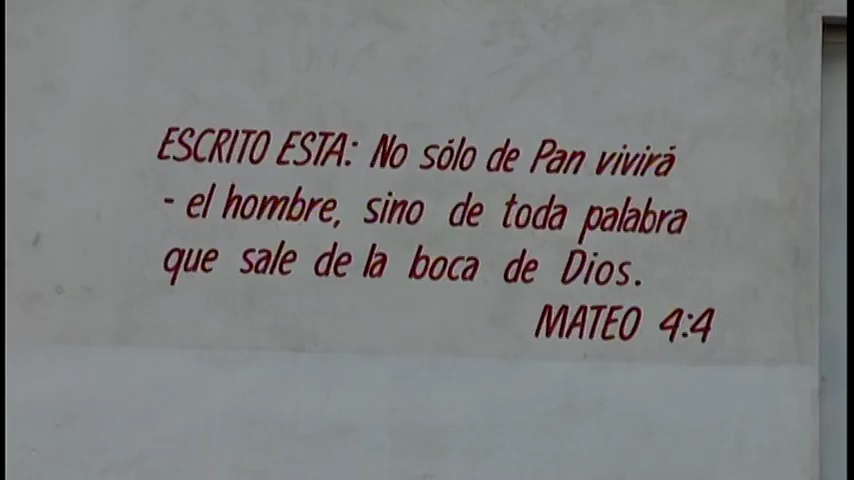 ESCRITO ESTA: No sólo de Pan vivirá
- el hombre, sino de toda palabra
que sale de la boca de Dios.
MATEO 4:4